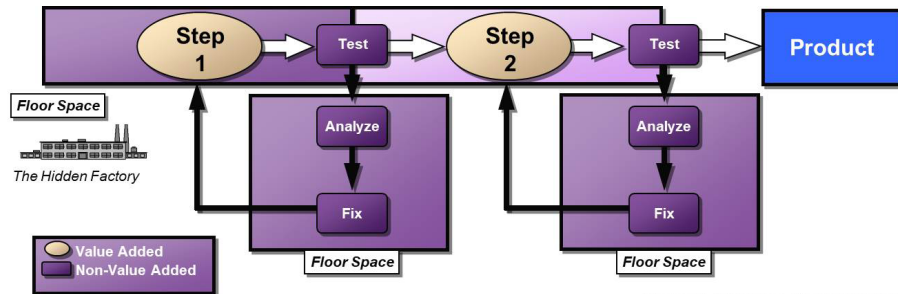 Step
1
Test
Step
2
Test
Product
Floor Space
The Hidden Factory
Analyze
Fix
Floor Space
Analyze
Fix
Floor Space
Value Added
Non-Value Added